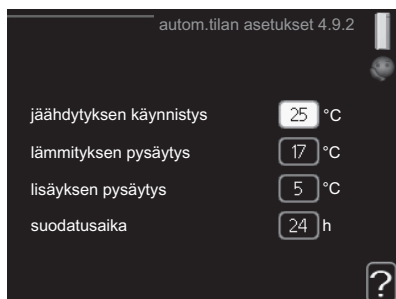 autom.tilan asetukset 4.9.2
jäähdytyksen käynnistys 25 °C
lämmityksen pysäytys 17 °C
lisäyksen pysäytys 5 °C
suodatusaika 24 h
?